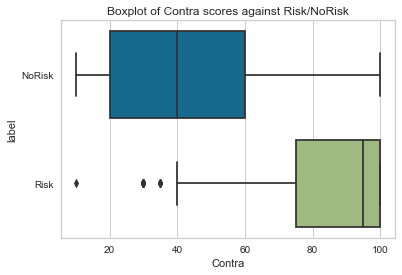 Boxplot of Contra scores against Risk/NoRisk
NoRisk
label
Risk
20 40 60 80 100
Contra